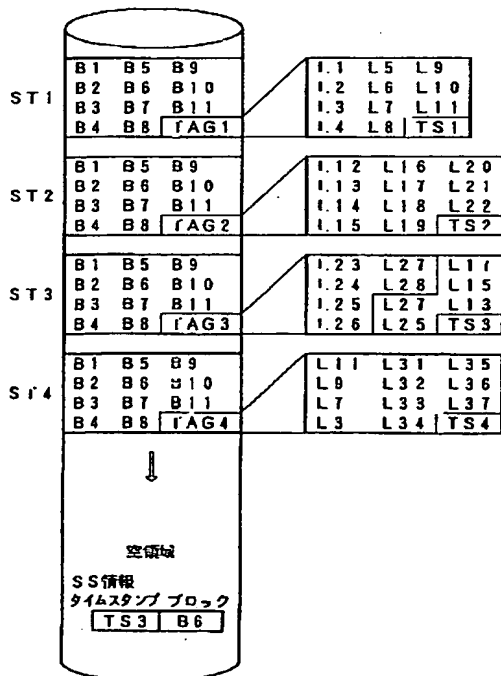 B1 B5 B9 L1 L5 L9
ST1 B2 B6 B10 L2 L6 L10
B3 B7 B11 L3 L7 L11
B4 B8 TAG1 L4 L8 TS1
B1 B5 B9 L12 L16 L20
ST2 B2 B6 B10 L13 L17 L21
B3 B7 B11 L14 L18 L22
B4 B8 TAG2 L15 L19 TS2
B1 B5 B9 L23 L27 L17
ST3 B2 B6 B10 L24 L28 L15
B3 B7 B11 L25 L27 L13
B4 B8 TAG3 L26 L25 TS3
B1 B5 B9 L11 L31 L35
ST4 B2 B6 B10 L9 L32 L36
B3 B7 B11 L7 L33 L37
B4 B8 TAG4 L3 L34 TS4
空領域
SS情報
タイムスタンプ ブロック
TS3 B6